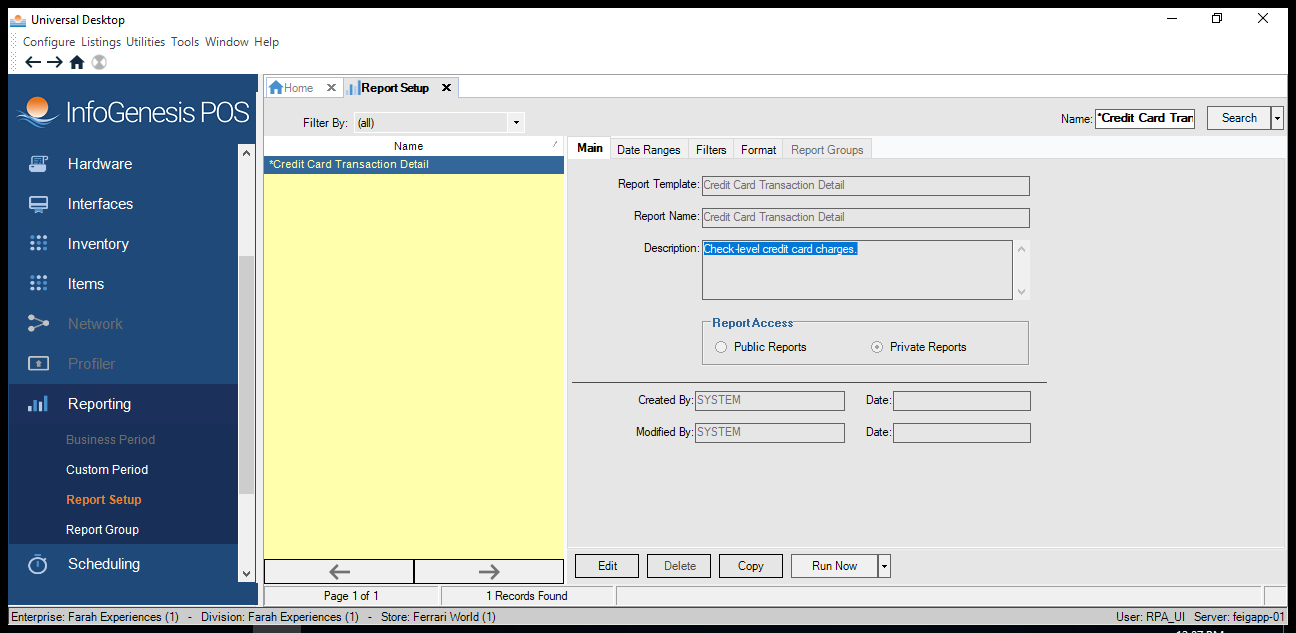 Universal Desktop
Configure Listings Utilities Tools Window Help
Home
Report Setup
InfoGenesis POS
Hardware
Interfaces
Inventory
Items
Network
Profiler
Reporting
Business Period
Custom Period
Report Setup
Report Group
Scheduling
Filter By: (all)
Name: *Credit Card Tran
Search
Name
*Credit Card Transaction Detail
Main Date Ranges Filters Format Report Groups
Report Template: Credit Card Transaction Detail
Report Name: Credit Card Transaction Detail
Description: Check-level credit card charges.
Report Access
Public Reports Private Reports
Created By: SYSTEM Date:
Modified By: SYSTEM Date:
Edit Delete Copy Run Now
Page 1 of 1 1 Records Found
Enterprise: Farah Experiences (1) - Division: Farah Experiences (1) - Store: Ferrari World (1) User: RPA_UI Server: feigapp-01